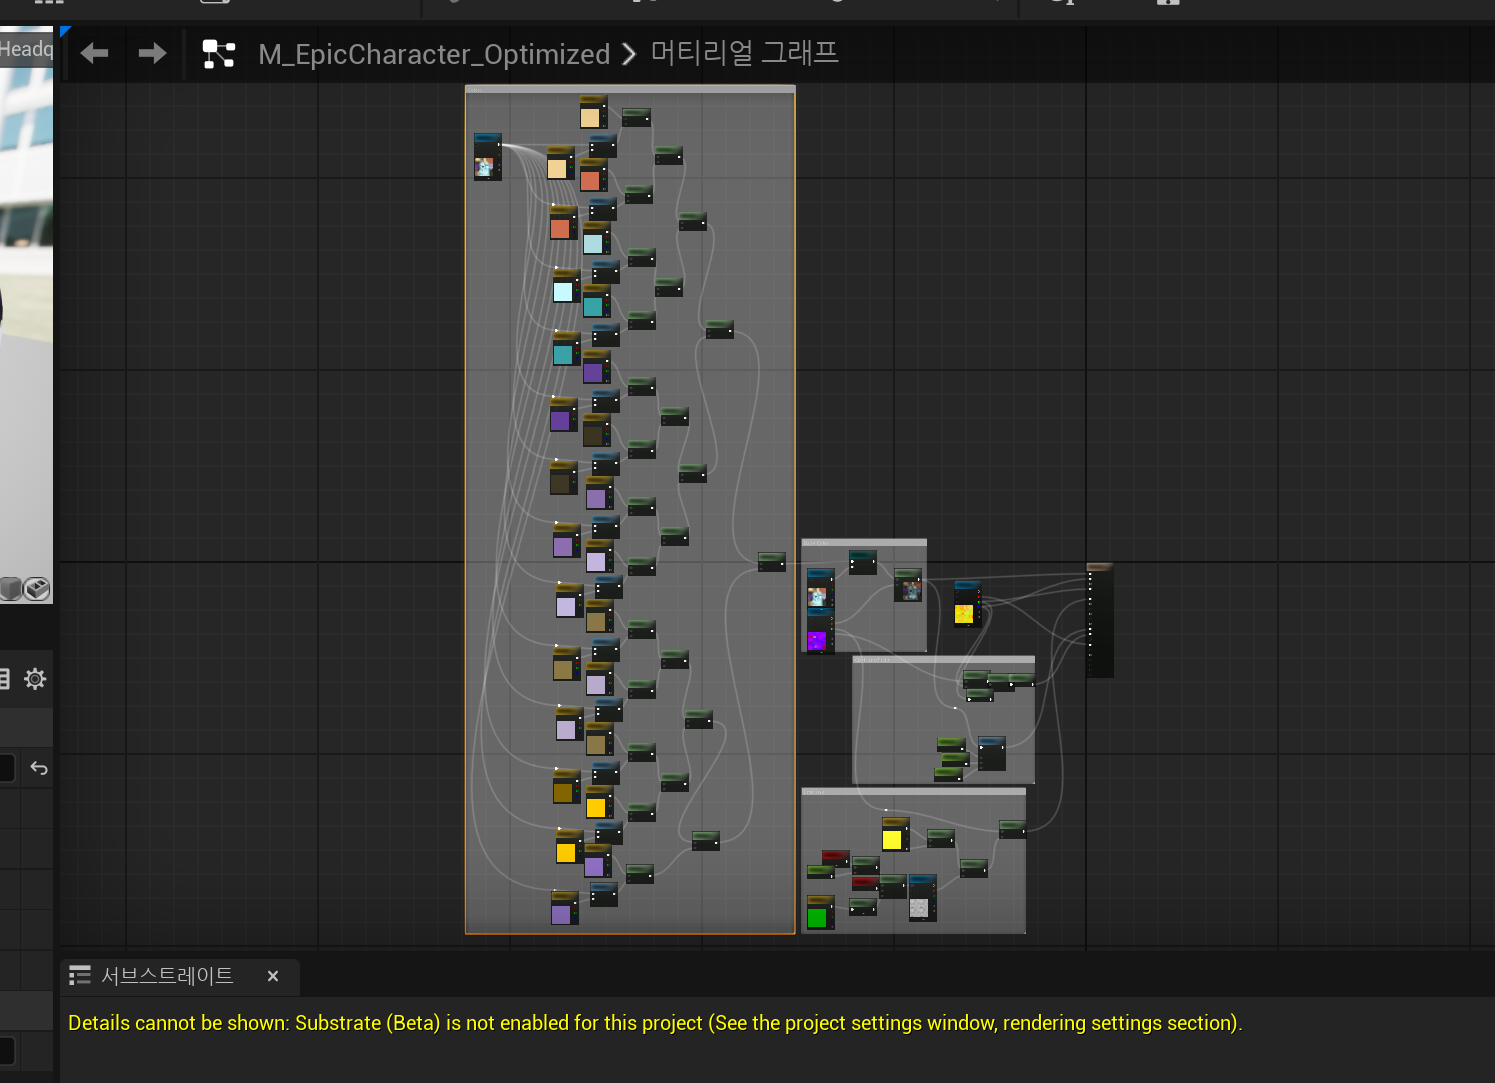 Headq
M_EpicCharacter_Optimized > 머티리얼 그래프
서브스트레이트
Details cannot be shown: Substrate (Beta) is not enabled for this project (See the project settings window, rendering settings section).